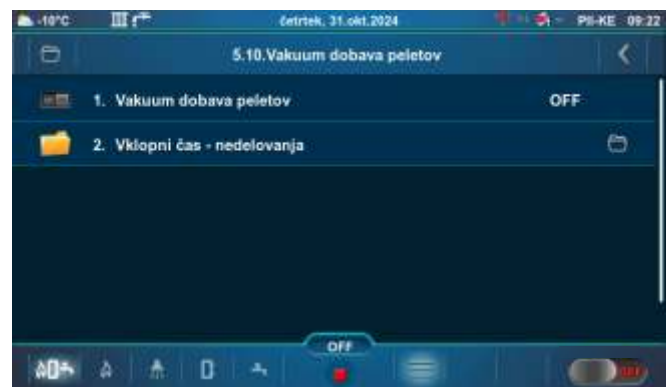 -10°C četrtek, 31.okt.2024 PII-KE 09:22
5.10.Vakuum dobava peletov
1. Vakuum dobava peletov OFF
2. Vklopni čas - nedelovanja
OFF
OFF